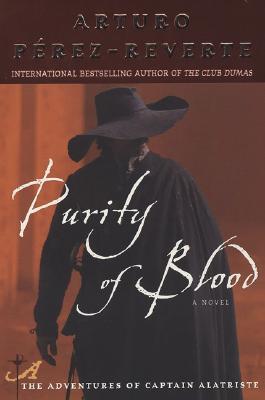 ARTURO
PÉREZ-REVERTE
INTERNATIONAL BESTSELLING AUTHOR OF THE CLUB DUMAS
Purity
of Blood
A NOVEL
A
THE ADVENTURES OF CAPTAIN ALATRISTE